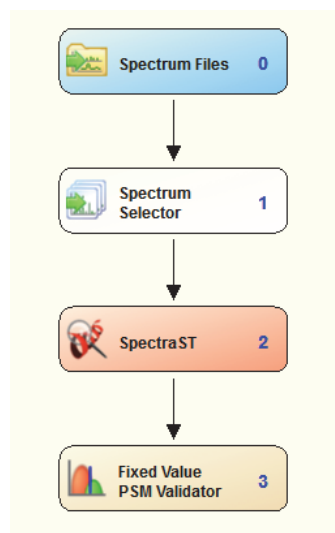 Spectrum Files 0
Spectrum
Selector 1
SpectraST 2
Fixed Value
PSM Validator 3